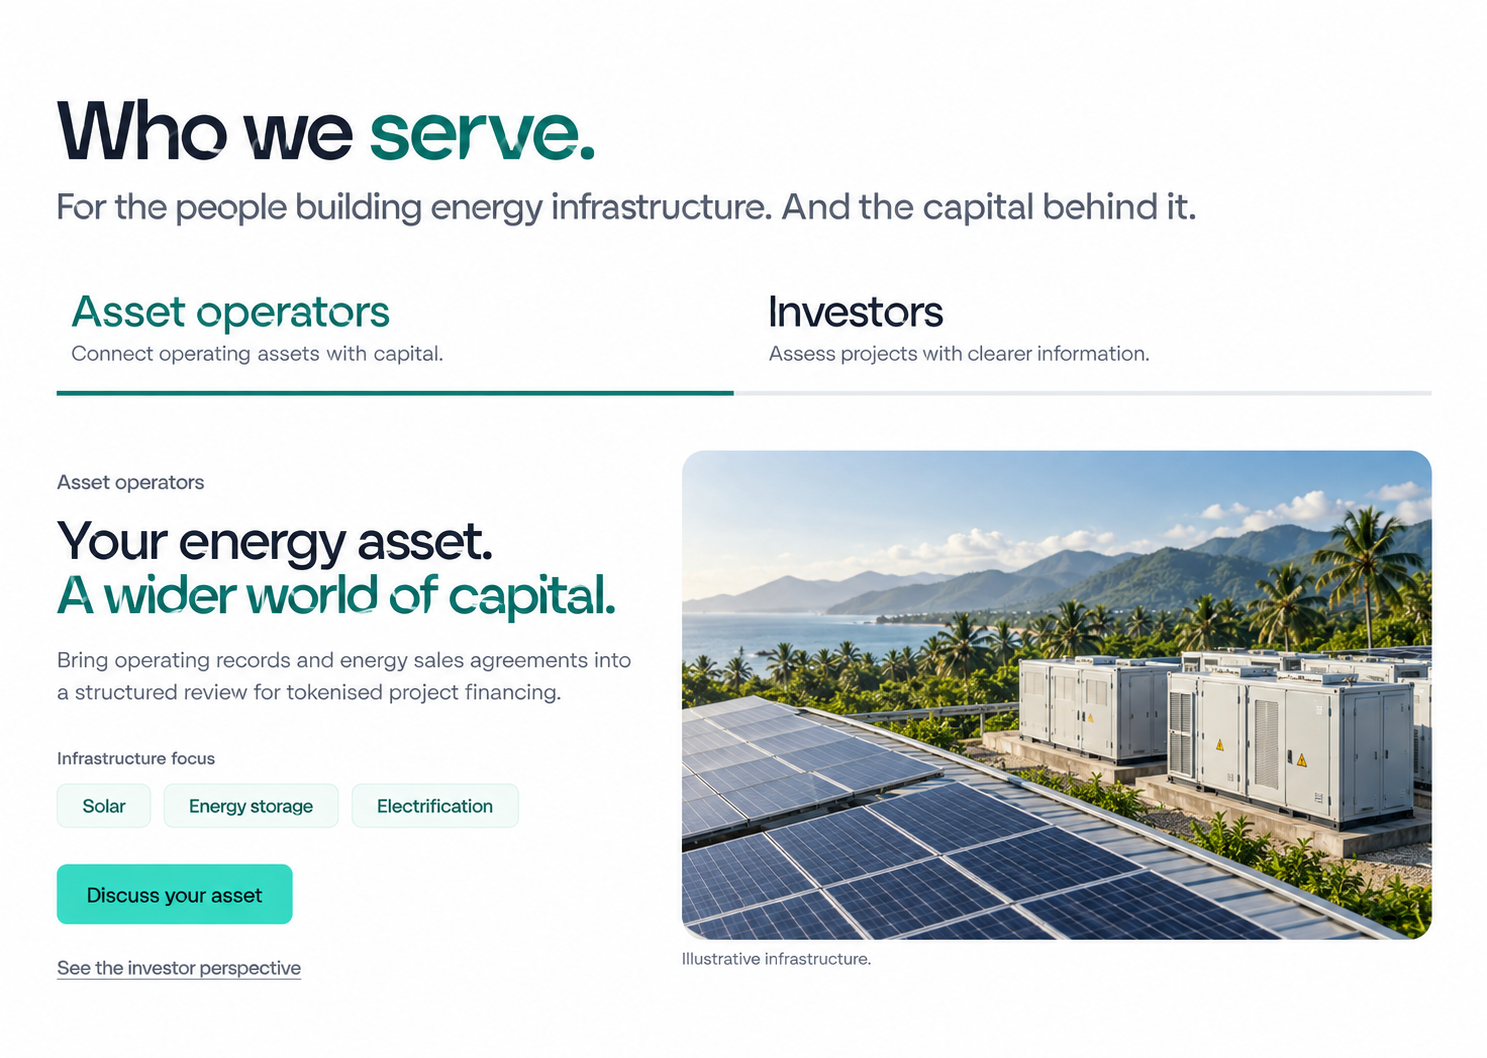 Who we serve.
For the people building energy infrastructure. And the capital behind it.
Asset operators
Connect operating assets with capital.
Investors
Assess projects with clearer information.
Asset operators
Your energy asset.
A wider world of capital.
Bring operating records and energy sales agreements into
a structured review for tokenised project financing.
Infrastructure focus
Solar
Energy storage
Electrification
Discuss your asset
See the investor perspective
Illustrative infrastructure.